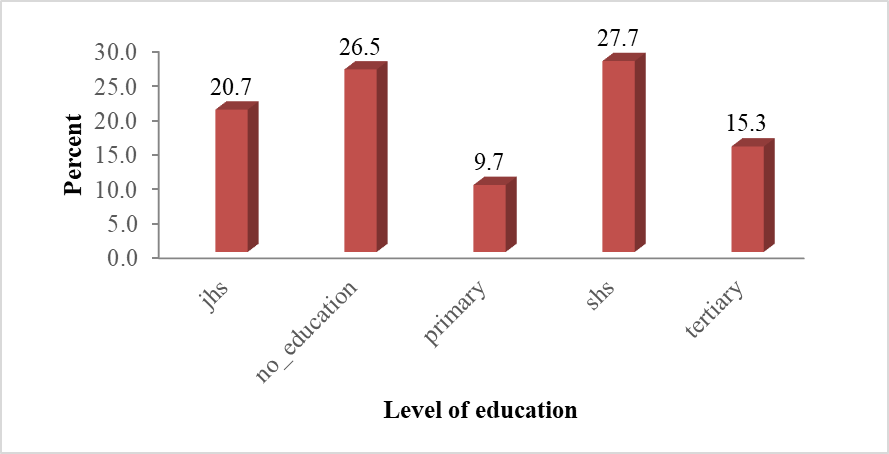 Percent
30.0
25.0
20.0
15.0
10.0
5.0
0.0
20.7
26.5
9.7
27.7
15.3
jhs
no_education
primary
shs
tertiary
Level of education